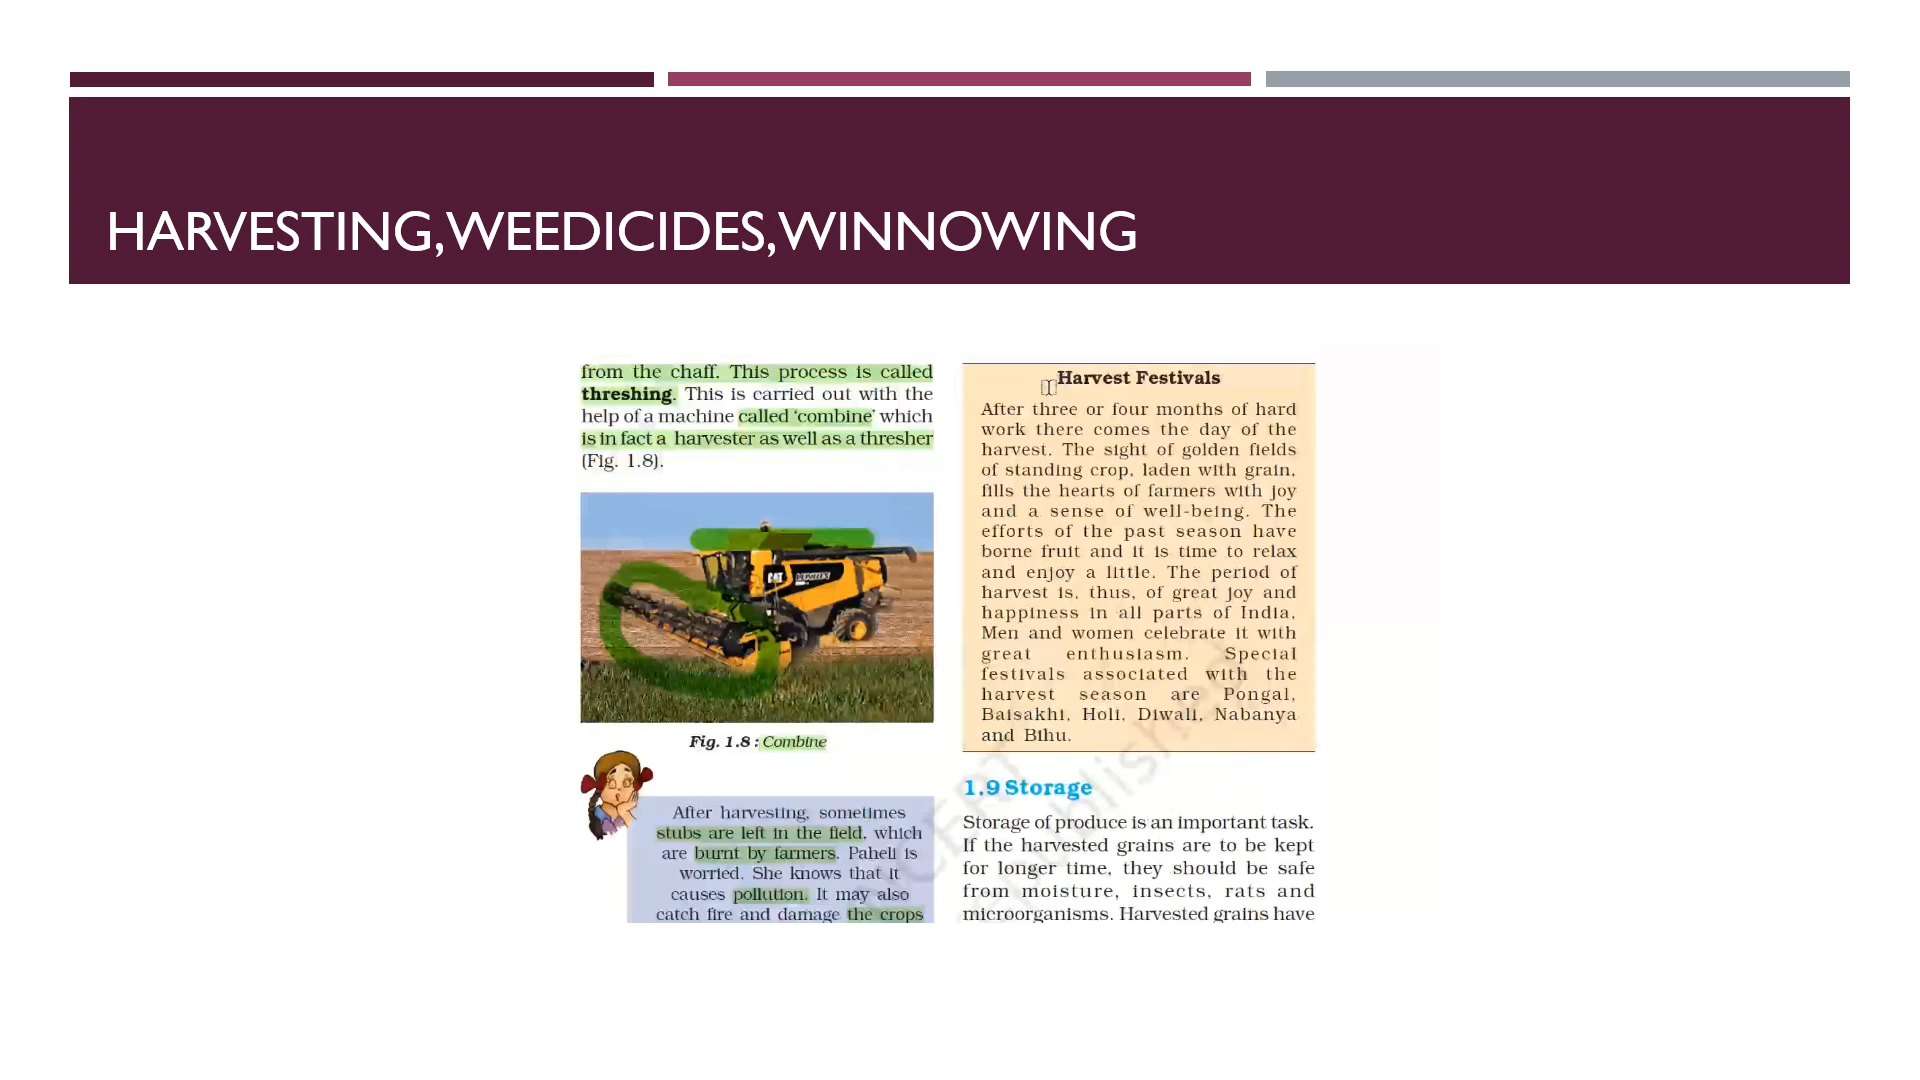 HARVESTING,WEEDICIDES,WINNOWING
from the chaff. This process is called
threshing. This is carried out with the
help of a machine called ‘combine’ which
is in fact a harvester as well as a thresher
(Fig. 1.8).
CAT
Fig. 1.8 : Combine
After harvesting, sometimes
stubs are left in the field, which
are burnt by farmers. Paheli is
worried. She knows that it
causes pollution. It may also
catch fire and damage the crops
Harvest Festivals
After three or four months of hard
work there comes the day of the
harvest. The sight of golden fields
of standing crop, laden with grain,
fills the hearts of farmers with joy
and a sense of well-being. The
efforts of the past season have
borne fruit and it is time to relax
and enjoy a little. The period of
harvest is, thus, of great joy and
happiness in all parts of India.
Men and women celebrate it with
great enthusiasm. Special
festivals associated with the
harvest season are Pongal,
Baisakhi, Holi, Diwali, Nabanya
and Bihu.
1.9 Storage
Storage of produce is an important task.
If the harvested grains are to be kept
for longer time, they should be safe
from moisture, insects, rats and
microorganisms. Harvested grains have